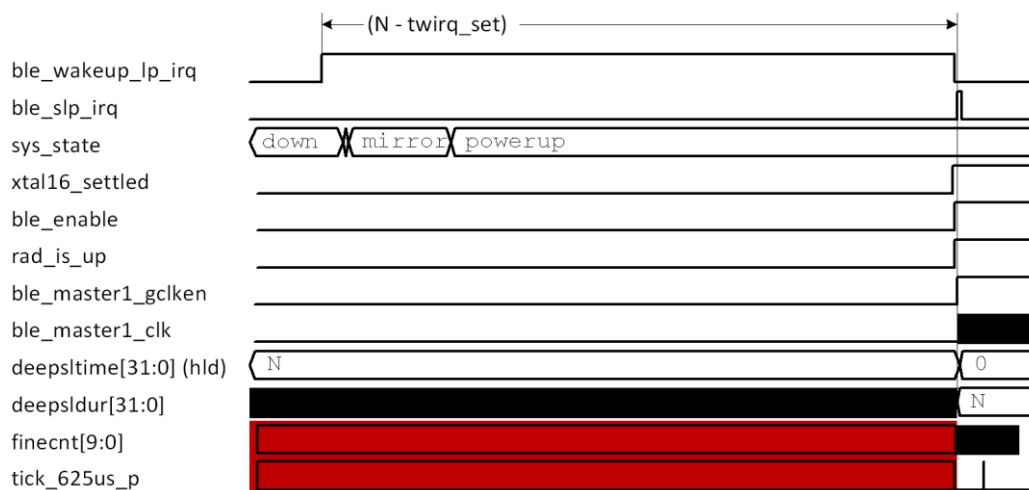 (N - twirq_set)
ble_wakeup_lp_irq
ble_slp_irq
sys_state down mirror powerup
xtal16_settled
ble_enable
rad_is_up
ble_master1_gclken
ble_master1_clk
deepsltime[31:0] (hld) N 0
deepsldur[31:0] N
finecnt[9:0]
tick_625us_p